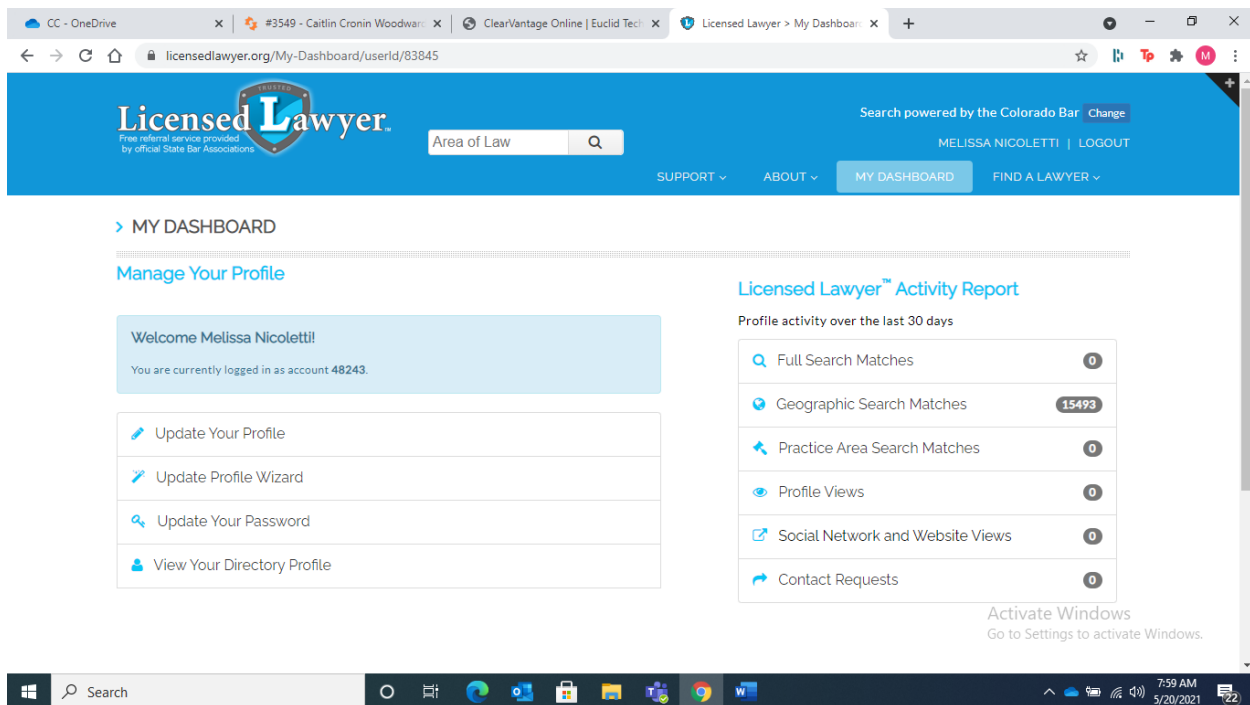 CC - OneDrive
#3549 - Caitlin Cronin Woodward
ClearVantage Online | Euclid Tech
Licensed Lawyer > My Dashboard
licensedlawyer.org/My-Dashboard/userId/83845
Tp
M
TRUSTED
Licensed Lawyer™
Free referral service provided
by official State Bar Associations
Area of Law
Search powered by the Colorado Bar Change
MELISSA NICOLETTI | LOGOUT
SUPPORT ABOUT MY DASHBOARD FIND A LAWYER
> MY DASHBOARD
Manage Your Profile
Welcome Melissa Nicoletti!
You are currently logged in as account 48243.
Update Your Profile
Update Profile Wizard
Update Your Password
View Your Directory Profile
Licensed Lawyer™ Activity Report
Profile activity over the last 30 days
Full Search Matches 0
Geographic Search Matches 15493
Practice Area Search Matches 0
Profile Views 0
Social Network and Website Views 0
Contact Requests 0
Activate Windows
Go to Settings to activate Windows.
Search
7:59 AM
5/20/2021
22